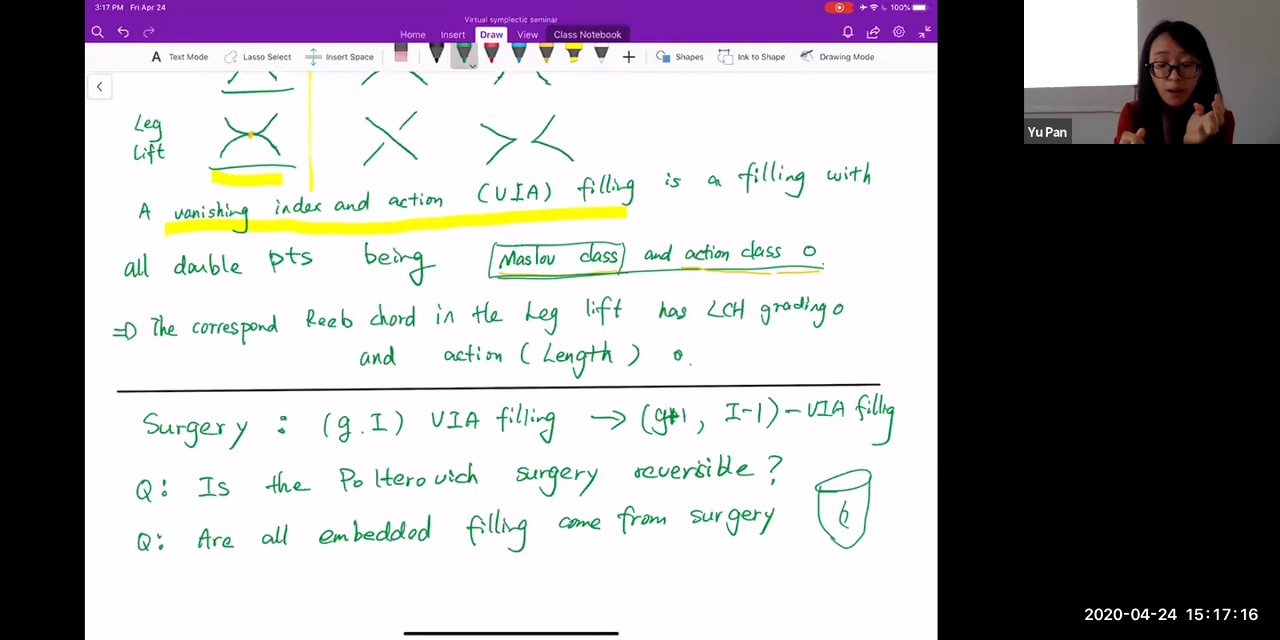 3:17 PM Fri Apr 24
100%
Virtual symplectic seminar
Home Insert Draw View Class Notebook
Text Mode Lasso Select Insert Space Shapes Ink to Shape Drawing Mode
Leg
lift
A vanishing index and action (VIA) filling is a filling with
all double pts being Maslov class and action class 0.
⇒ The correspond Reeb chord in the Leg lift has LCH grading 0
and action (Length) 0.
Surgery : (g.I) VIA filling → (g+1, I-1)-VIA filling
Q: Is the Polterovich surgery reversible?
Q: Are all embedded filling come from surgery
Yu Pan
2020-04-24 15:17:16